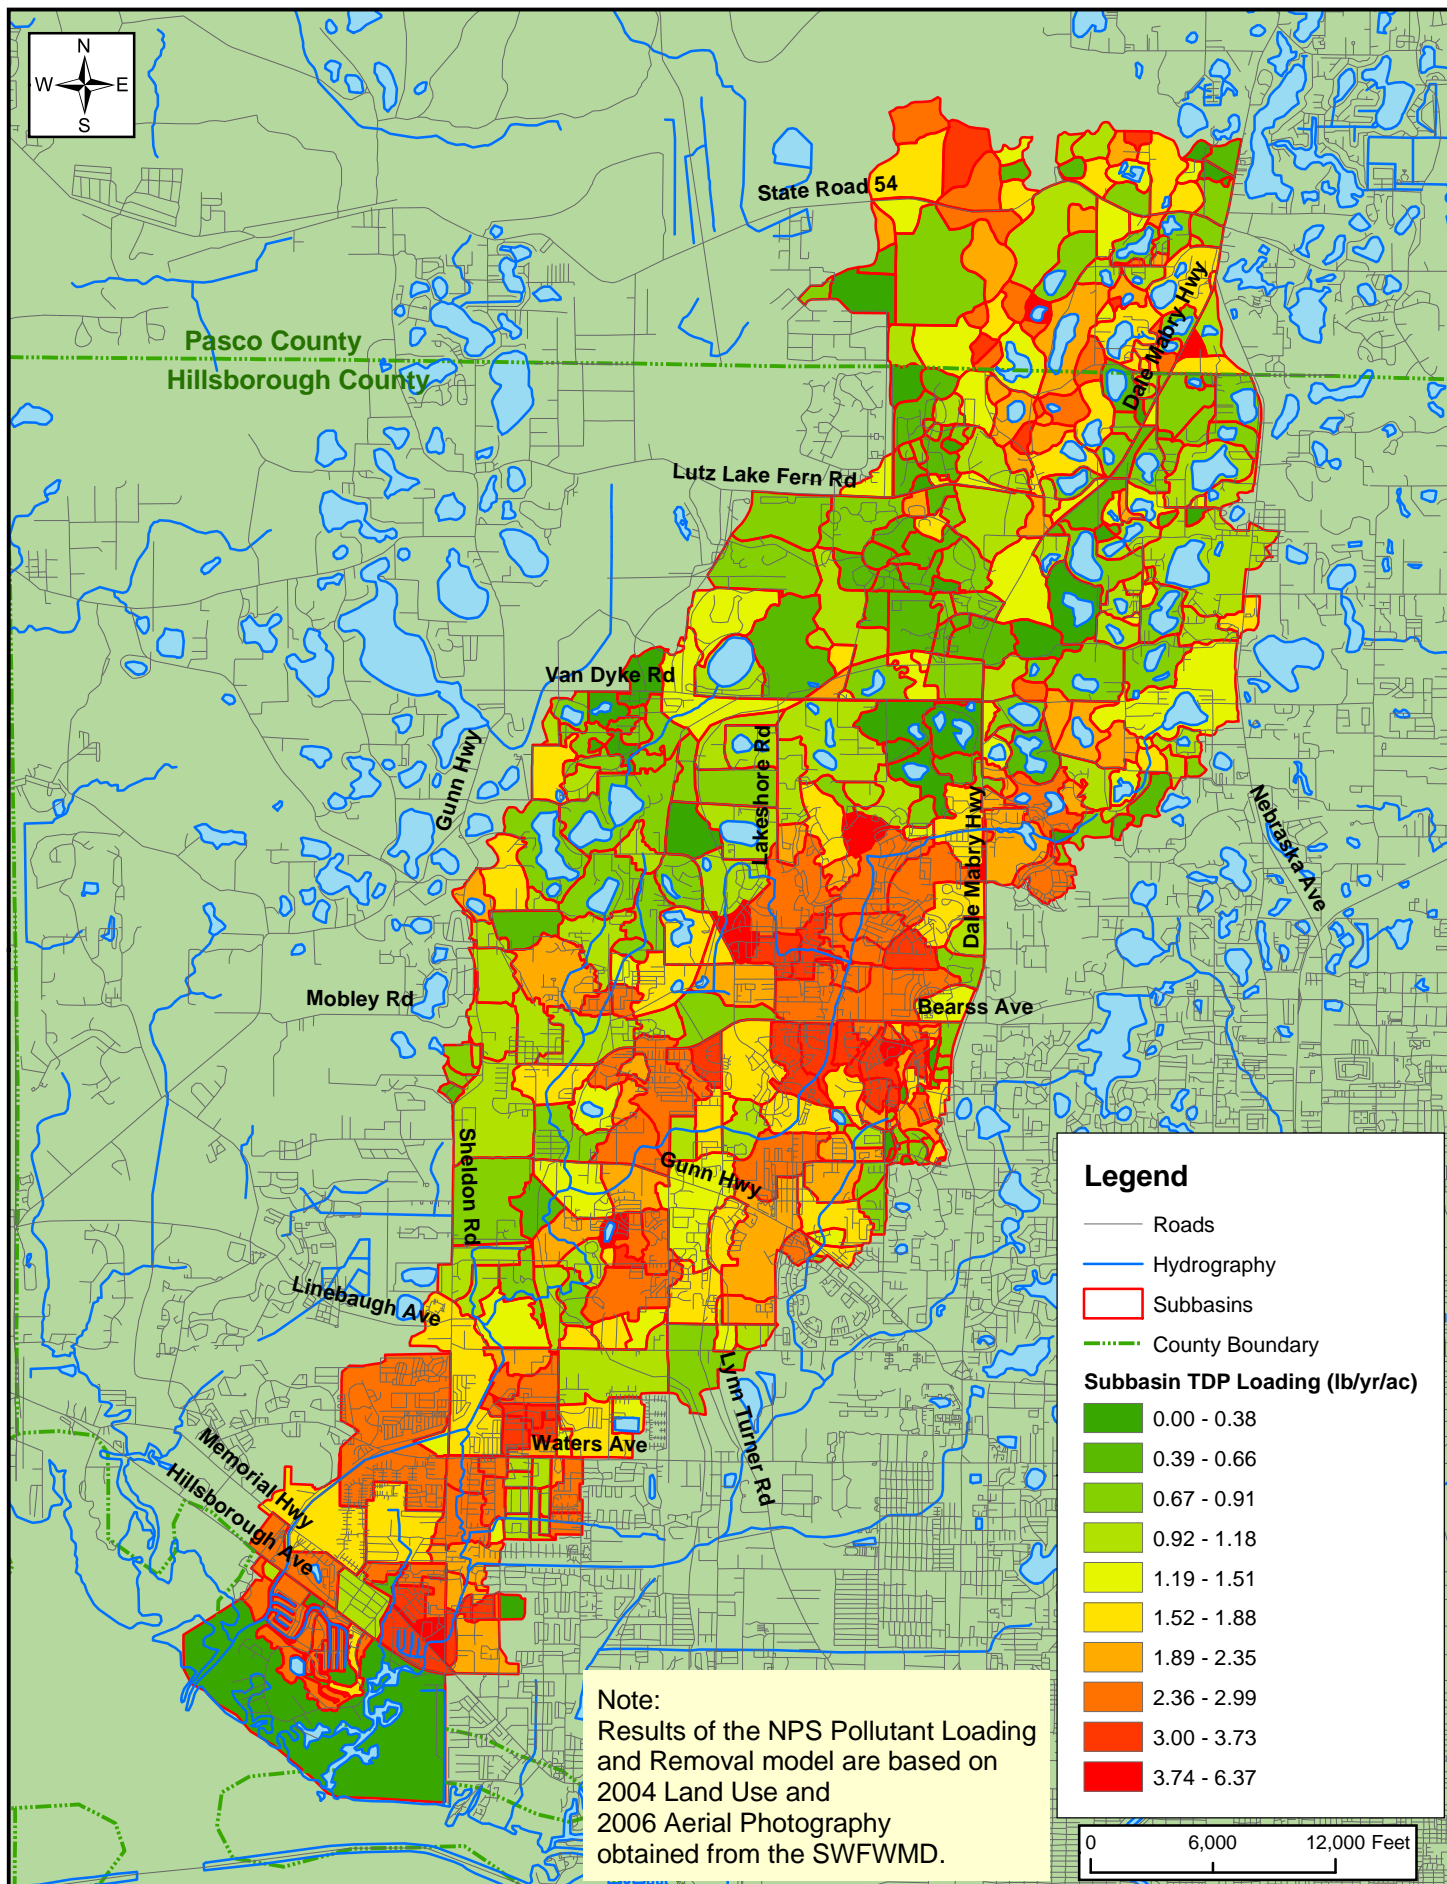 N
W E
S
State Road 54
Pasco County
Hillsborough County
Dale Mabry Hwy
Dale Mabry Hwy
Lutz Lake Fern Rd
Van Dyke Rd
Gunn Hwy
Lakeshore Rd
Dale Mabry Hwy
Nebraska Ave
Mobley Rd
Bearss Ave
Sheldon Rd
Gunn Hwy
Linebaugh Ave
Lynn Turner Rd
Waters Ave
Memorial Hwy
Hillsborough Ave
Legend
Roads
Hydrography
Subbasins
County Boundary
Subbasin TDP Loading (lb/yr/ac)
0.00 - 0.38
0.39 - 0.66
0.67 - 0.91
0.92 - 1.18
1.19 - 1.51
1.52 - 1.88
1.89 - 2.35
2.36 - 2.99
3.00 - 3.73
3.74 - 6.37
Note:
Results of the NPS Pollutant Loading
and Removal model are based on
2004 Land Use and
2006 Aerial Photography
obtained from the SWFWMD.
0 6,000 12,000 Feet